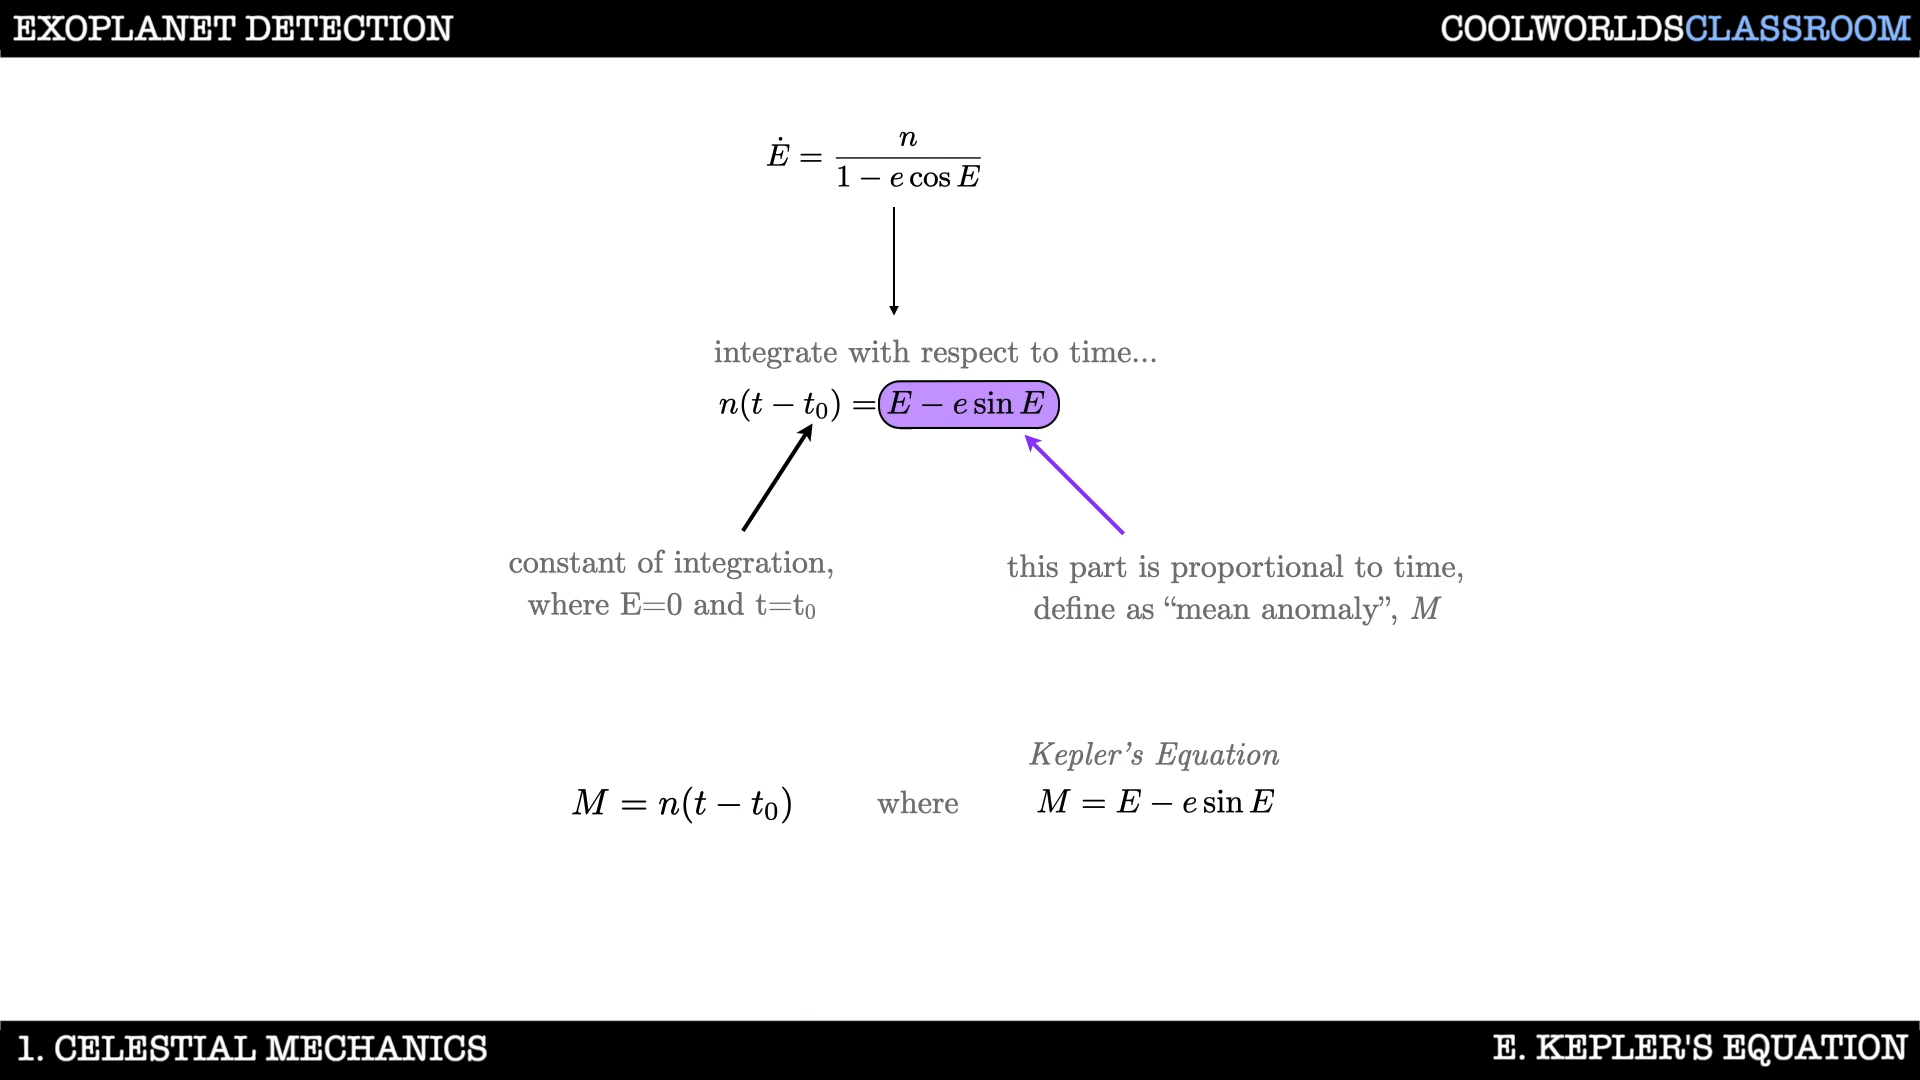 EXOPLANET DETECTION
COOLWORLDSCLASSROOM
Ė = n / (1 − e cos E)
integrate with respect to time...
n(t − t₀) = E − e sin E
constant of integration,
where E=0 and t=t₀
this part is proportional to time,
define as “mean anomaly”, M
Kepler’s Equation
M = n(t − t₀) where M = E − e sin E
1. CELESTIAL MECHANICS
E. KEPLER'S EQUATION